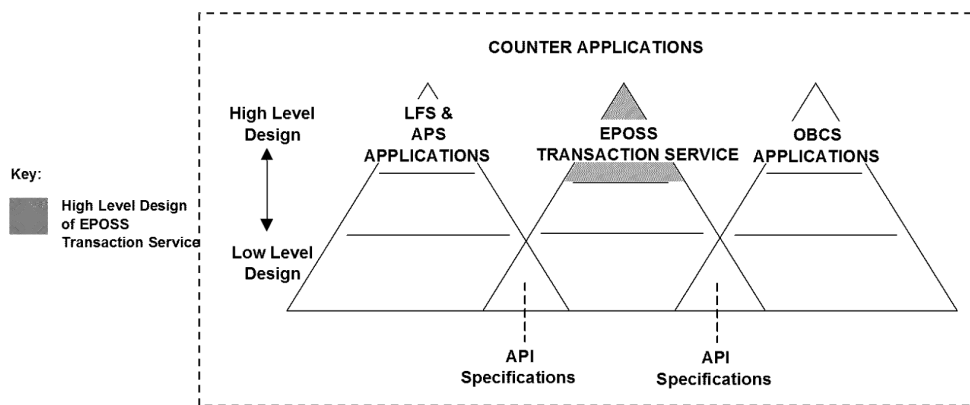 COUNTER APPLICATIONS
High Level
Design
LFS &
APS
APPLICATIONS
EPOSS
TRANSACTION SERVICE
OBCS
APPLICATIONS
Key:
High Level Design
of EPOSS
Transaction Service
Low Level
Design
API
Specifications
API
Specifications